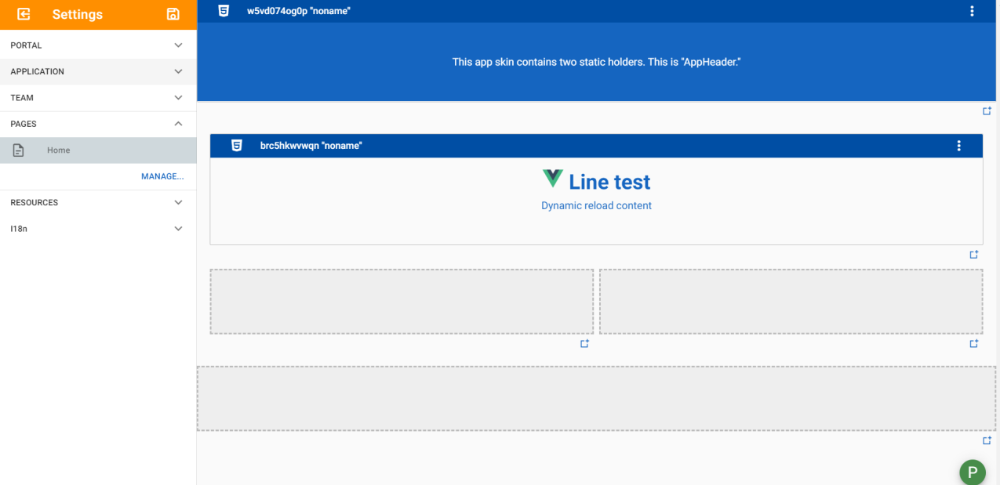 Settings
PORTAL
APPLICATION
TEAM
PAGES
Home
MANAGE...
RESOURCES
I18n
w5vd074og0p "noname"
This app skin contains two static holders. This is "AppHeader."
brc5hkwvwqn "noname"
Line test
Dynamic reload content
P